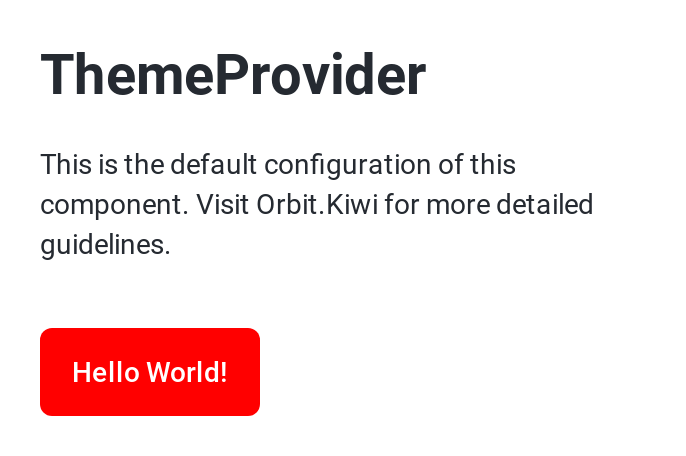 ThemeProvider
This is the default configuration of this
component. Visit Orbit.Kiwi for more detailed
guidelines.
Hello World!